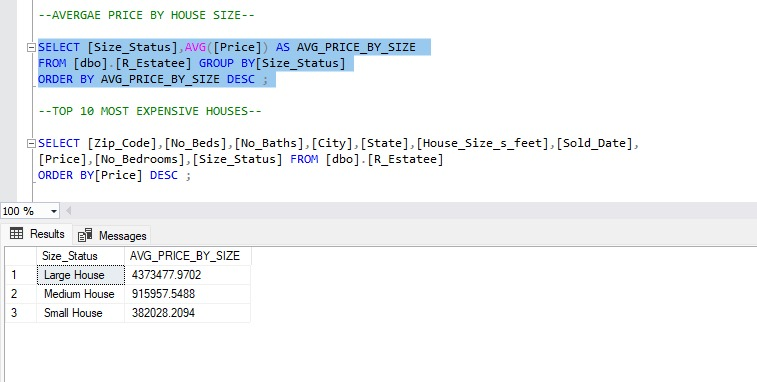 --AVERGAE PRICE BY HOUSE SIZE--
SELECT [Size_Status],AVG([Price]) AS AVG_PRICE_BY_SIZE
FROM [dbo].[R_Estatee] GROUP BY[Size_Status]
ORDER BY AVG_PRICE_BY_SIZE DESC ;
--TOP 10 MOST EXPENSIVE HOUSES--
SELECT [Zip_Code],[No_Beds],[No_Baths],[City],[State],[House_Size_s_feet],[Sold_Date],
[Price],[No_Bedrooms],[Size_Status] FROM [dbo].[R_Estatee]
ORDER BY[Price] DESC ;
100 %
Results Messages
Size_Status AVG_PRICE_BY_SIZE
1 Large House 4373477.9702
2 Medium House 915957.5488
3 Small House 382028.2094